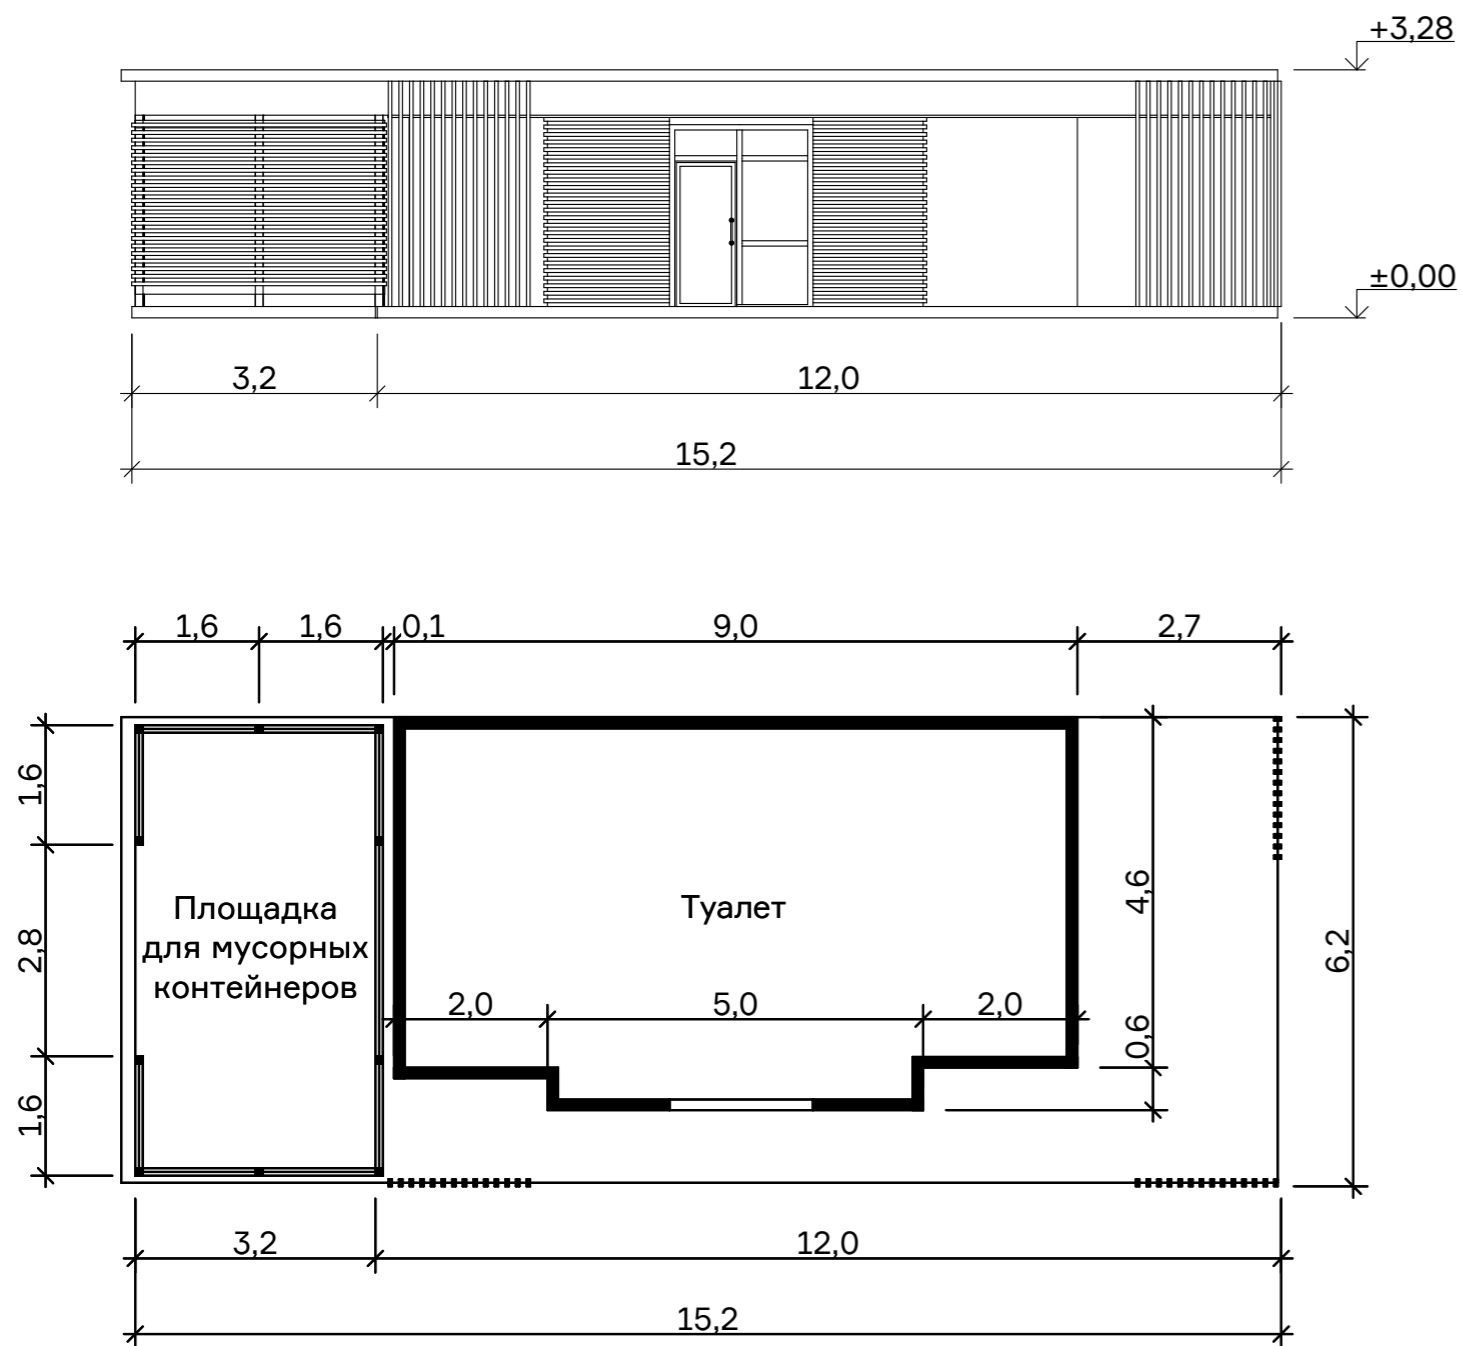 +3,28
±0,00
3,2 12,0
15,2
1,6 1,6 0,1 9,0 2,7
1,6
4,6
Площадка
для мусорных
контейнеров
Туалет
2,8
6,2
2,0 5,0 2,0
0,6
1,6
3,2 12,0
15,2